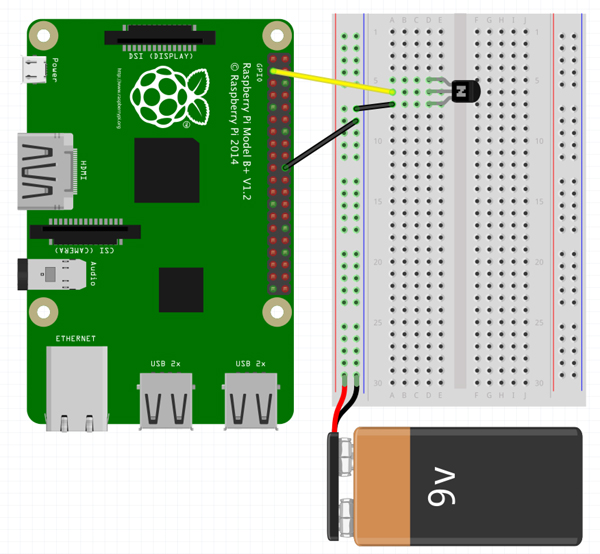 DSI (DISPLAY)
Power
GPIO
http://www.raspberrypi.org
Raspberry Pi Model B+ V1.2
© Raspberry Pi 2014
HDMI
CSI (CAMERA)
Audio
ETHERNET
USB 2x
USB 2x
A B C D E
F G H I J
1
1
5
5
N
10
10
15
15
20
20
25
25
30
30
A B C D E
F G H I J
9v